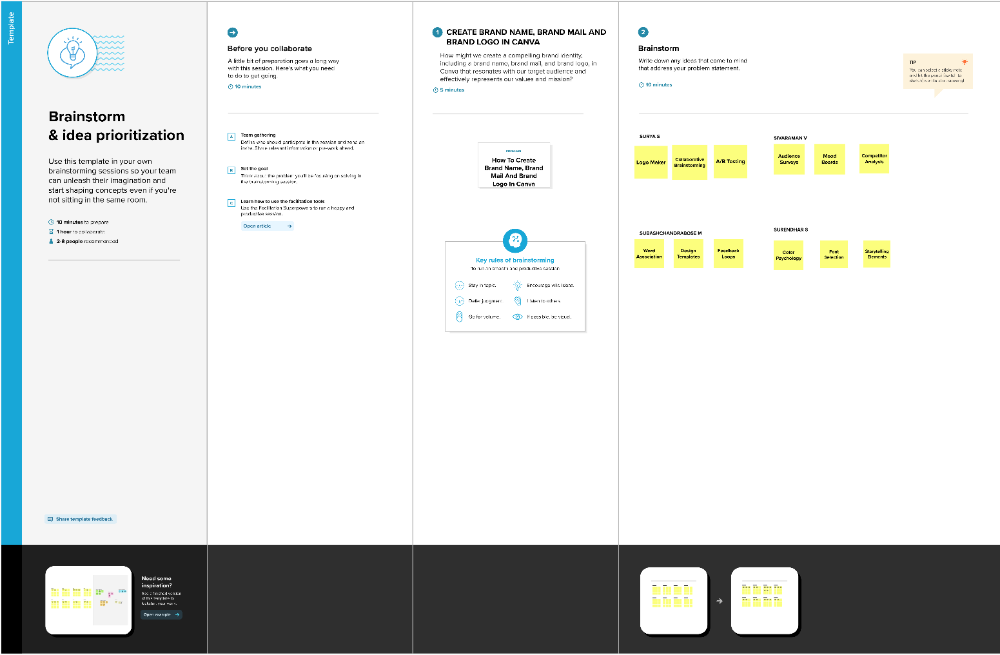 Template
Brainstorm
& idea prioritization
Use this template in your own
brainstorming sessions so your team
can unleash their imagination and
start shaping concepts even if you're
not sitting in the same room.
10 minutes to prepare
1 hour to collaborate
2-8 people recommended
Share template feedback
Need some
inspiration?
See a finished version
of this template to
kickstart your work.
Open example
Before you collaborate
A little bit of preparation goes a long way
with this session. Here's what you need
to do to get going.
10 minutes
A
Team gathering
Define who should participate in the session and send an
invite. Share relevant information or pre-work ahead.
B
Set the goal
Think about the problem you'll be focusing on solving in
the brainstorming session.
C
Learn how to use the facilitation tools
Use the Facilitation Superpowers to run a happy and
productive session.
Open article
1
CREATE BRAND NAME, BRAND MAIL AND
BRAND LOGO IN CANVA
How might we create a compelling brand identity,
including a brand name, brand mail, and brand logo, in
Canva that resonates with our target audience and
effectively represents our values and mission?
5 minutes
PROBLEM
How To Create
Brand Name, Brand
Mail And Brand
Logo In Canva
Key rules of brainstorming
To run an smooth and productive session
Stay in topic.
Encourage wild ideas.
Defer judgment.
Listen to others.
Go for volume.
If possible, be visual.
2
Brainstorm
Write down any ideas that come to mind
that address your problem statement.
10 minutes
TIP
You can select a sticky note
and hit the pencil [switch to
sketch] icon to start drawing!
SURYA S
Logo Maker
Collaborative
Brainstorming
A/B Testing
SIVARAMAN V
Audience
Surveys
Mood
Boards
Competitor
Analysis
SUBASHCHANDRABOSE M
Word
Association
Design
Templates
Feedback
Loops
SURENDHAR S
Color
Psychology
Font
Selection
Storytelling
Elements